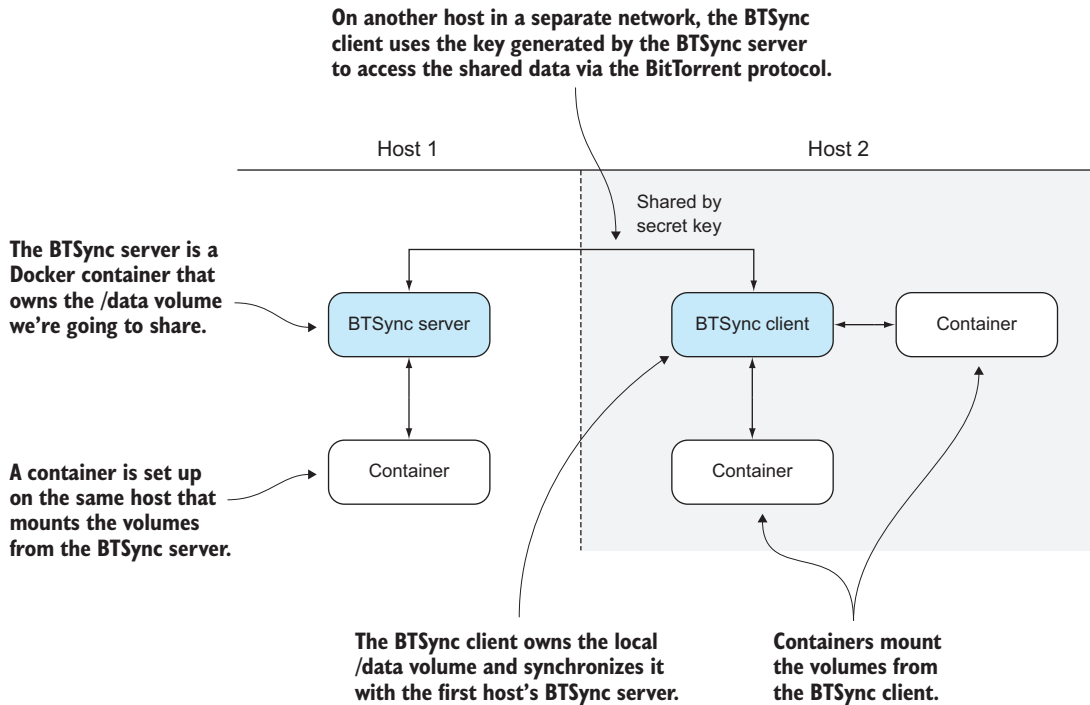 On another host in a separate network, the BTSync
client uses the key generated by the BTSync server
to access the shared data via the BitTorrent protocol.
Host 1
Host 2
Shared by
secret key
The BTSync server is a
Docker container that
owns the /data volume
we’re going to share.
BTSync server
BTSync client
Container
A container is set up
on the same host that
mounts the volumes
from the BTSync server.
Container
Container
The BTSync client owns the local
/data volume and synchronizes it
with the first host’s BTSync server.
Containers mount
the volumes from
the BTSync client.